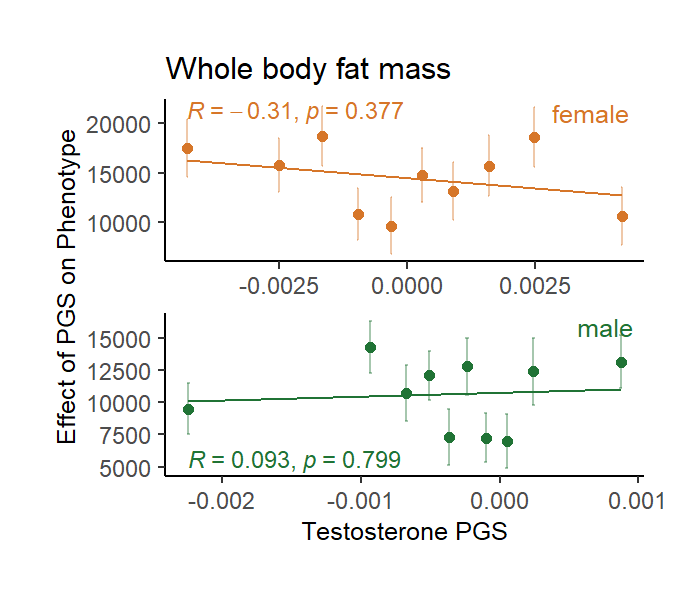 Whole body fat mass
Effect of PGS on Phenotype
R = −0.31, p = 0.377
female
20000
15000
10000
-0.0025 0.0000 0.0025
male
15000
12500
10000
7500
5000
R = 0.093, p = 0.799
-0.002 -0.001 0.000 0.001
Testosterone PGS